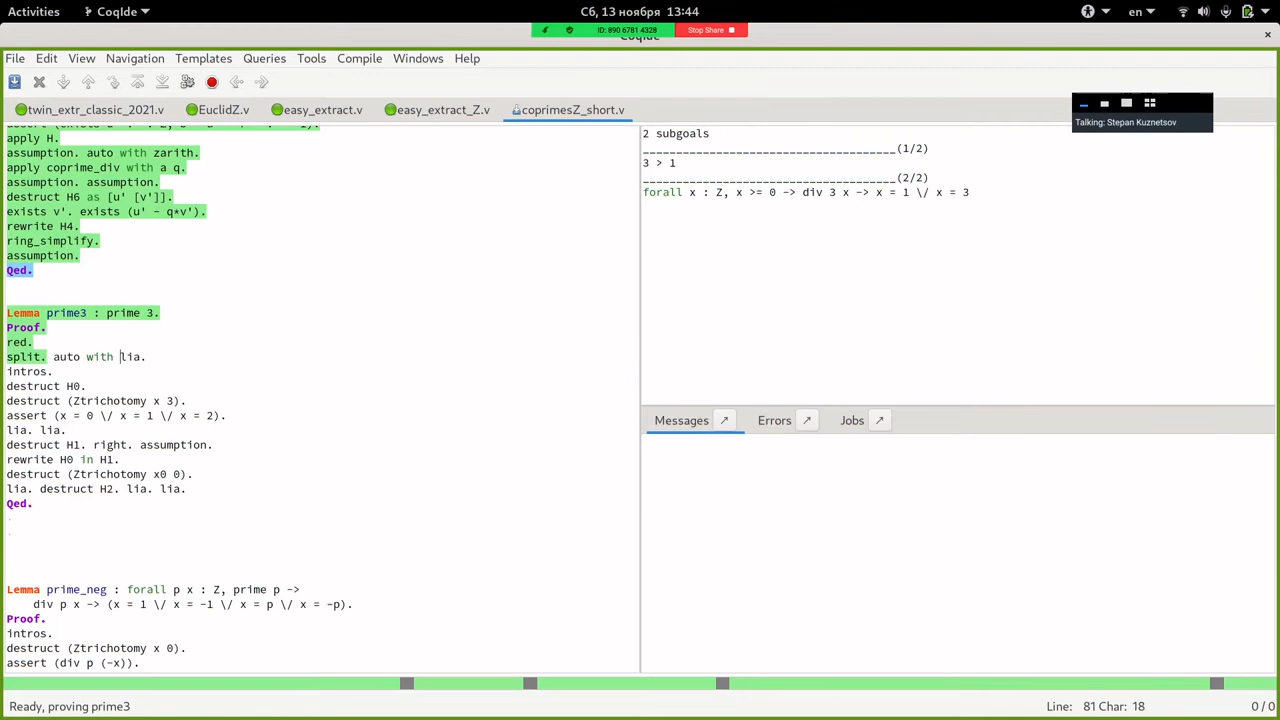 Activities CoqIde Сб, 13 ноября 13:44 en
ID: 890 6781 4328 Stop Share
File Edit View Navigation Templates Queries Tools Compile Windows Help
Talking: Stepan Kuznetsov
twin_extr_classic_2021.v EuclidZ.v easy_extract.v easy_extract_Z.v coprimesZ_short.v
apply H.
assumption. auto with zarith.
apply coprime_div with a q.
assumption. assumption.
destruct H6 as [u' [v']].
exists v'. exists (u' - q*v').
rewrite H4.
ring_simplify.
assumption.
Qed.
Lemma prime3 : prime 3.
Proof.
red.
split. auto with lia.
intros.
destruct H0.
destruct (Ztrichotomy x 3).
assert (x = 0 \/ x = 1 \/ x = 2).
lia. lia.
destruct H1. right. assumption.
rewrite H0 in H1.
destruct (Ztrichotomy x0 0).
lia. destruct H2. lia. lia.
Qed.
Lemma prime_neg : forall p x : Z, prime p ->
div p x -> (x = 1 \/ x = -1 \/ x = p \/ x = -p).
Proof.
intros.
destruct (Ztrichotomy x 0).
assert (div p (-x)).
2 subgoals
______________________________________(1/2)
3 > 1
______________________________________(2/2)
forall x : Z, x >= 0 -> div 3 x -> x = 1 \/ x = 3
Messages Errors Jobs
Ready, proving prime3 Line: 81 Char: 18 0 / 0